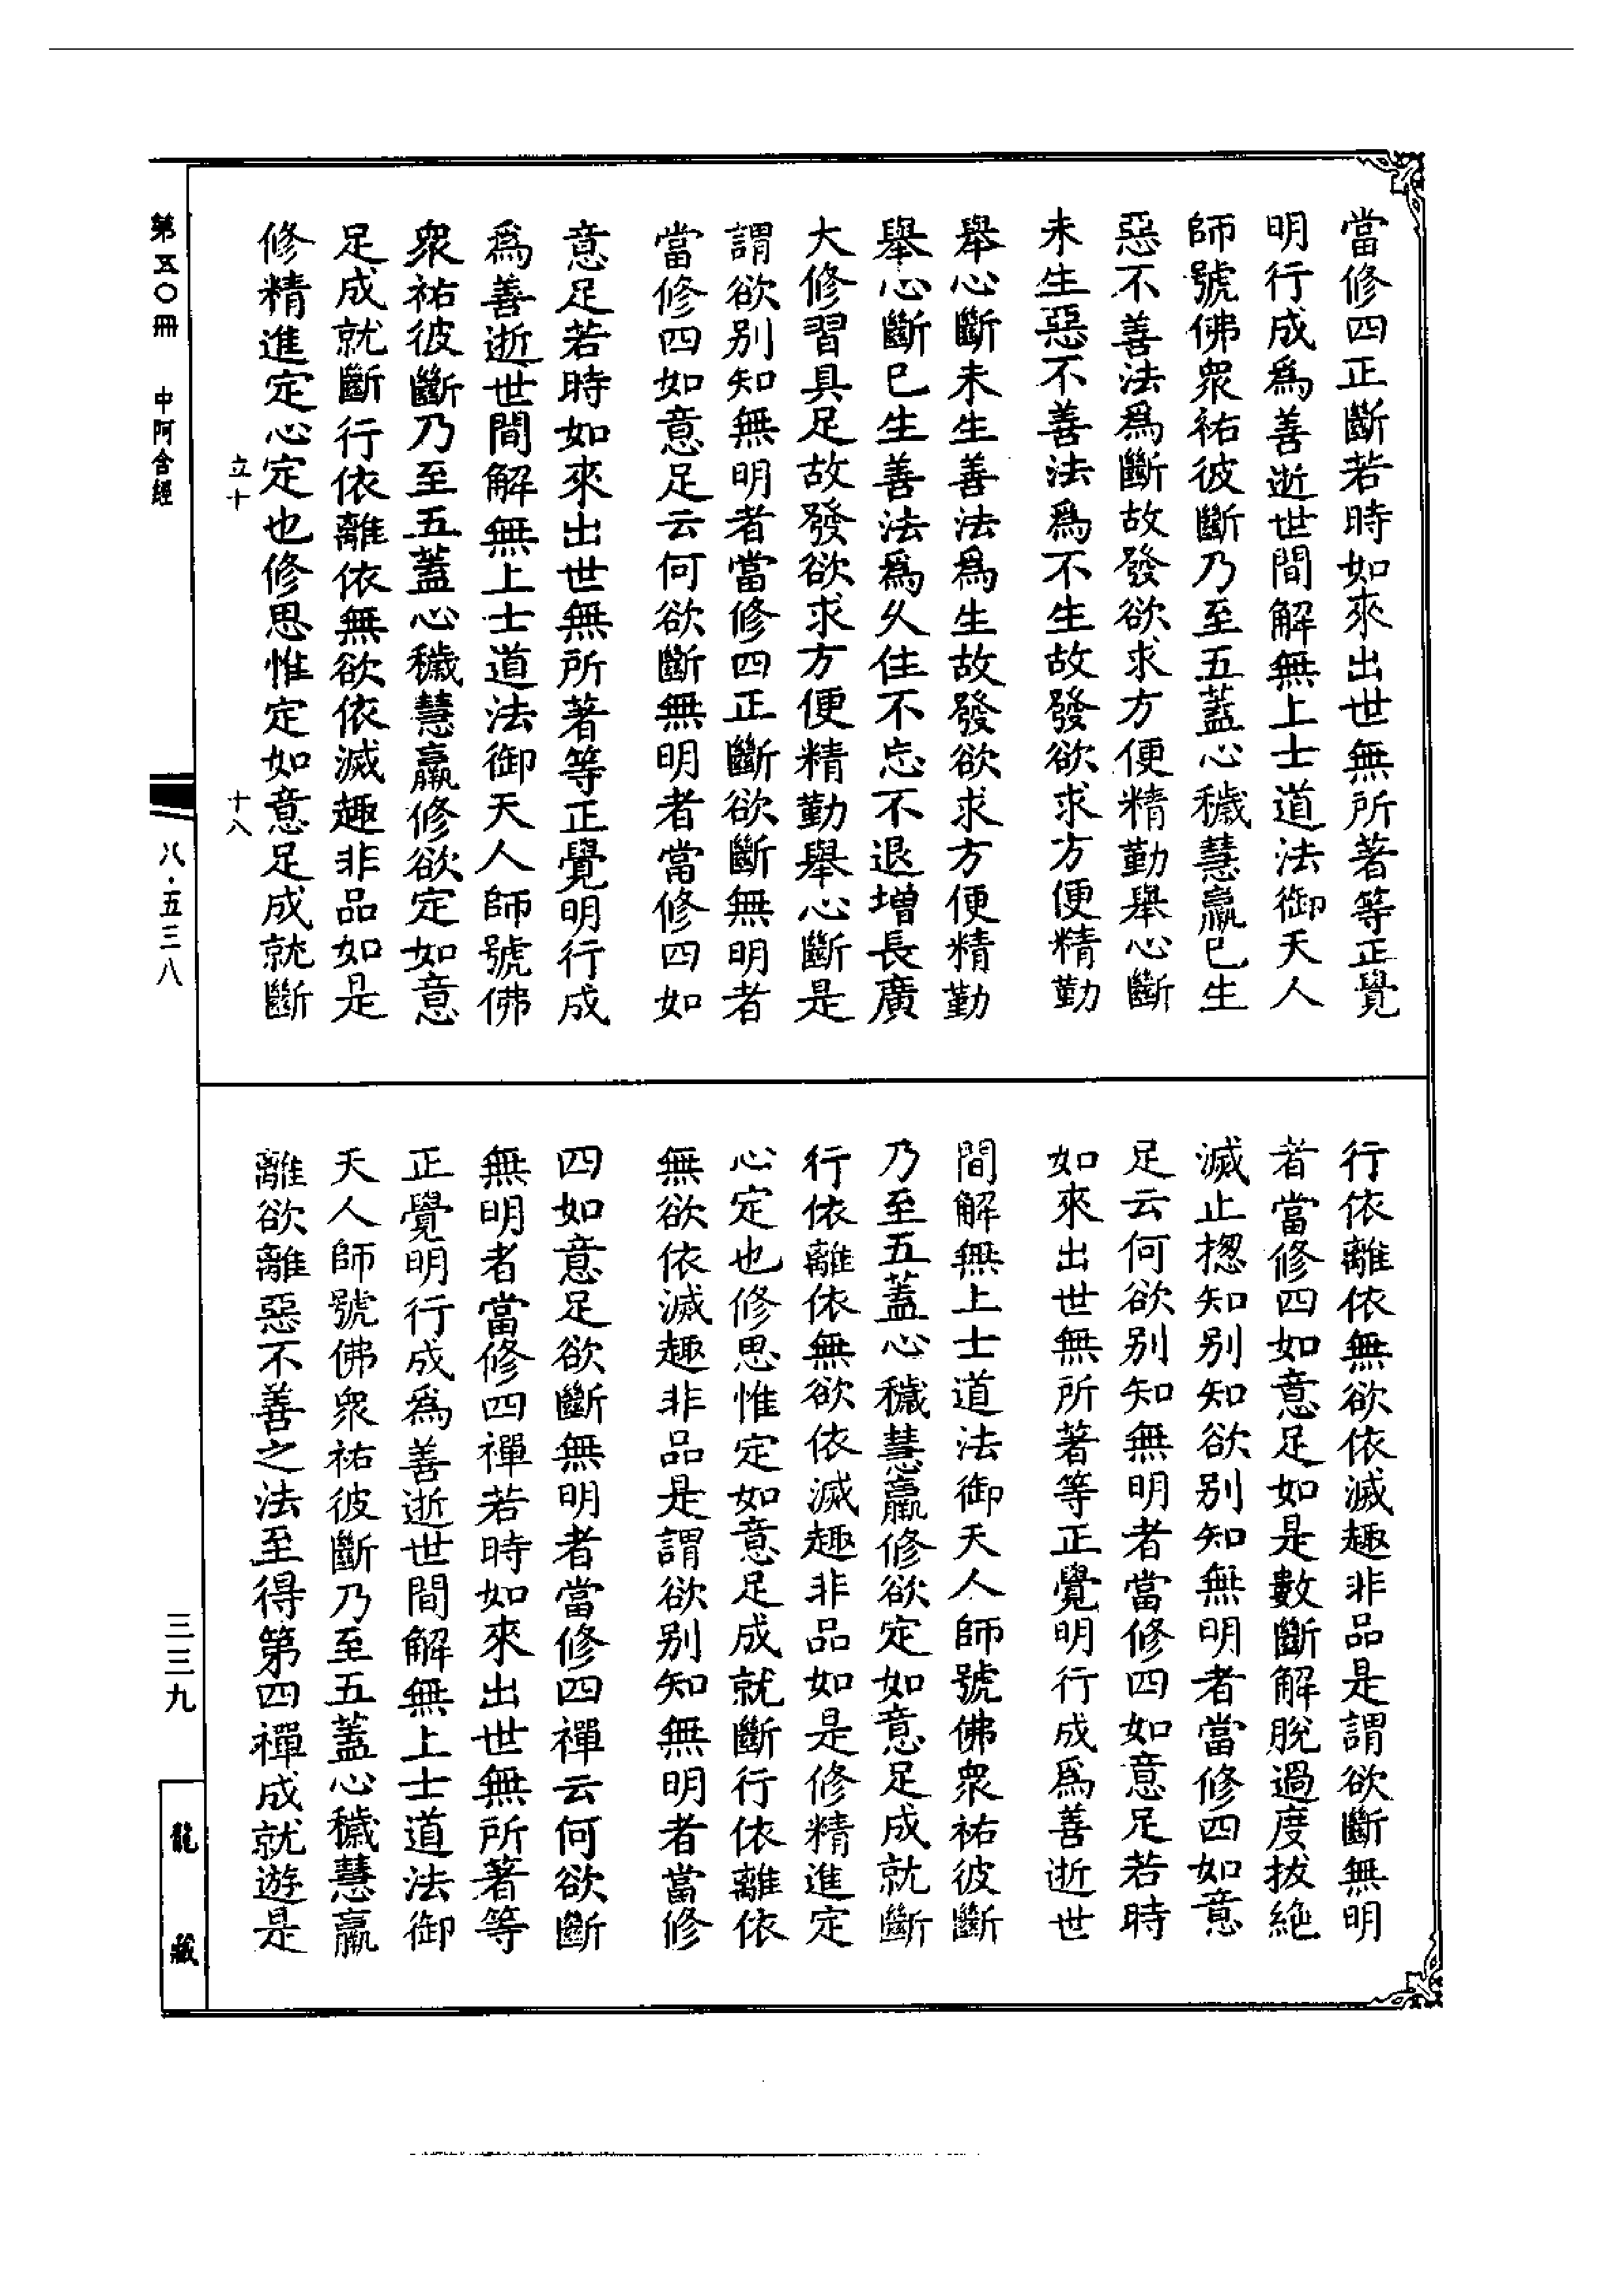 當修四正斷若時如來出世無所著等正覺
明行成為善逝世間解無上士道法御天人
師號佛衆祐彼斷乃至五蓋心穢慧羸已生
惡不善法爲斷故發欲求方便精勤舉心斷
未生惡不善法爲不生故發欲求方便精勤
舉心斷未生善法爲生故發欲求方便精勤
舉心斷已生善法爲久住不忘不退増長廣
大修習具足故發欲求方便精勤舉心斷是
謂欲別知無明者當修四正斷欲斷無明者
當修四如意足云何欲斷無明者當修四如
意足若時如來出世無所著等正覺明行成
爲善逝世間解無上士道法御天人師號佛
衆祐彼斷乃至五蓋心穢慧羸修欲定如意
足成就斷行依離依無欲依滅趣非品如是
修精進定心定也修思惟定如意足成就斷
立十 十八
行依離依無欲依滅趣非品是謂欲斷無明
者當修四如意足如是數斷解脫過度拔絶
滅止揔知别知欲别知無明者當修四如意
足云何欲别知無明者當修四如意足若時
如來出世無所著等正覺明行成爲善逝世
間解無上士道法御天人師號佛衆祐彼斷
乃至五蓋心穢慧羸修欲定如意足成就斷
行依離依無欲依滅趣非品如是修精進定
心定也修思惟定如意足成就斷行依離依
無欲依滅趣非品是謂欲别知無明者當修
四如意足欲斷無明者當修四禪云何欲斷
無明者當修四禪若時如來出世無所著等
正覺明行成爲善逝世間解無上士道法御
天人師號佛衆祐彼斷乃至五蓋心穢慧羸
離欲離惡不善之法至得第四禪成就遊是
第五〇冊 中阿含經
八·五三八
三三九
龍藏